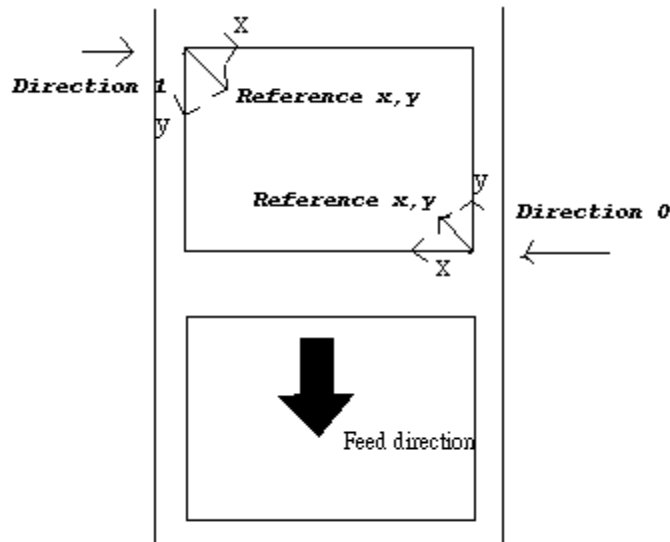 X
Direction 1
Reference x,y
y
y
Reference x,y
Direction 0
X
Feed direction